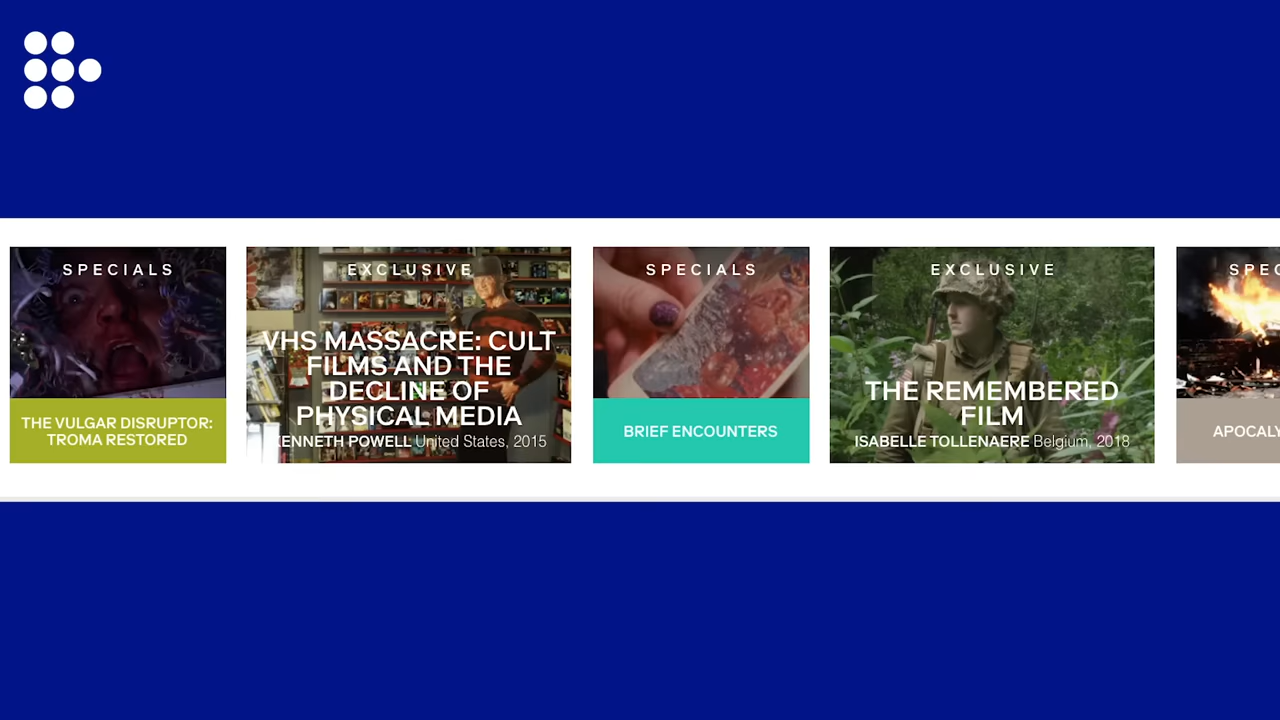 SPECIALS
THE VULGAR DISRUPTOR:
TROMA RESTORED
EXCLUSIVE
VHS MASSACRE: CULT
FILMS AND THE
DECLINE OF
PHYSICAL MEDIA
KENNETH POWELL United States, 2015
SPECIALS
BRIEF ENCOUNTERS
EXCLUSIVE
THE REMEMBERED
FILM
ISABELLE TOLLENAERE Belgium, 2018
SPEC
APOCALY